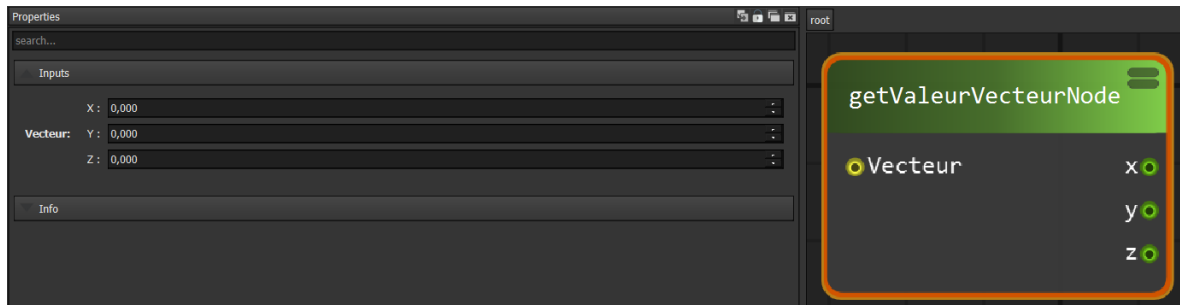 Properties
search...
Inputs
X : 0,000
Vecteur: Y : 0,000
Z : 0,000
Info
root
getValeurVecteurNode
Vecteur x
y
z